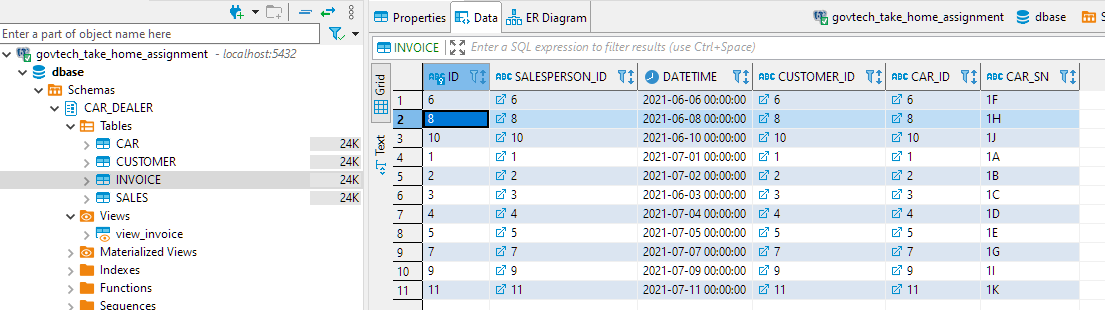 Enter a part of object name here
govtech_take_home_assignment - localhost:5432
dbase
Schemas
CAR_DEALER
Tables
CAR 24K
CUSTOMER 24K
INVOICE 24K
SALES 24K
Views
view_invoice
Materialized Views
Indexes
Functions
Sequences
Properties Data ER Diagram govtech_take_home_assignment dbase
INVOICE Enter a SQL expression to filter results (use Ctrl+Space)
Grid
Text
ABC ID ABC SALESPERSON_ID DATETIME ABC CUSTOMER_ID ABC CAR_ID ABC CAR_SN
1 6 6 2021-06-06 00:00:00 6 6 1F
2 8 8 2021-06-08 00:00:00 8 8 1H
3 10 10 2021-06-10 00:00:00 10 10 1J
4 1 1 2021-07-01 00:00:00 1 1 1A
5 2 2 2021-07-02 00:00:00 2 2 1B
6 3 3 2021-06-03 00:00:00 3 3 1C
7 4 4 2021-07-04 00:00:00 4 4 1D
8 5 5 2021-07-05 00:00:00 5 5 1E
9 7 7 2021-07-07 00:00:00 7 7 1G
10 9 9 2021-07-09 00:00:00 9 9 1I
11 11 11 2021-07-11 00:00:00 11 11 1K